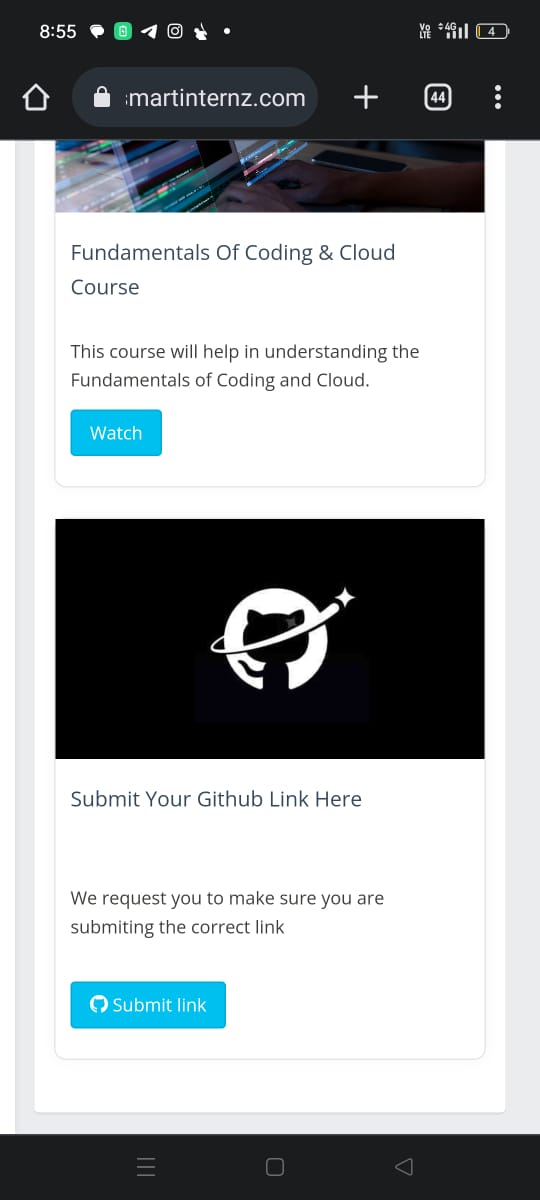 8:55
Vo
LTE
4G
4
:martinternz.com
44
Fundamentals Of Coding & Cloud
Course
This course will help in understanding the
Fundamentals of Coding and Cloud.
Watch
Submit Your Github Link Here
We request you to make sure you are
submiting the correct link
Submit link